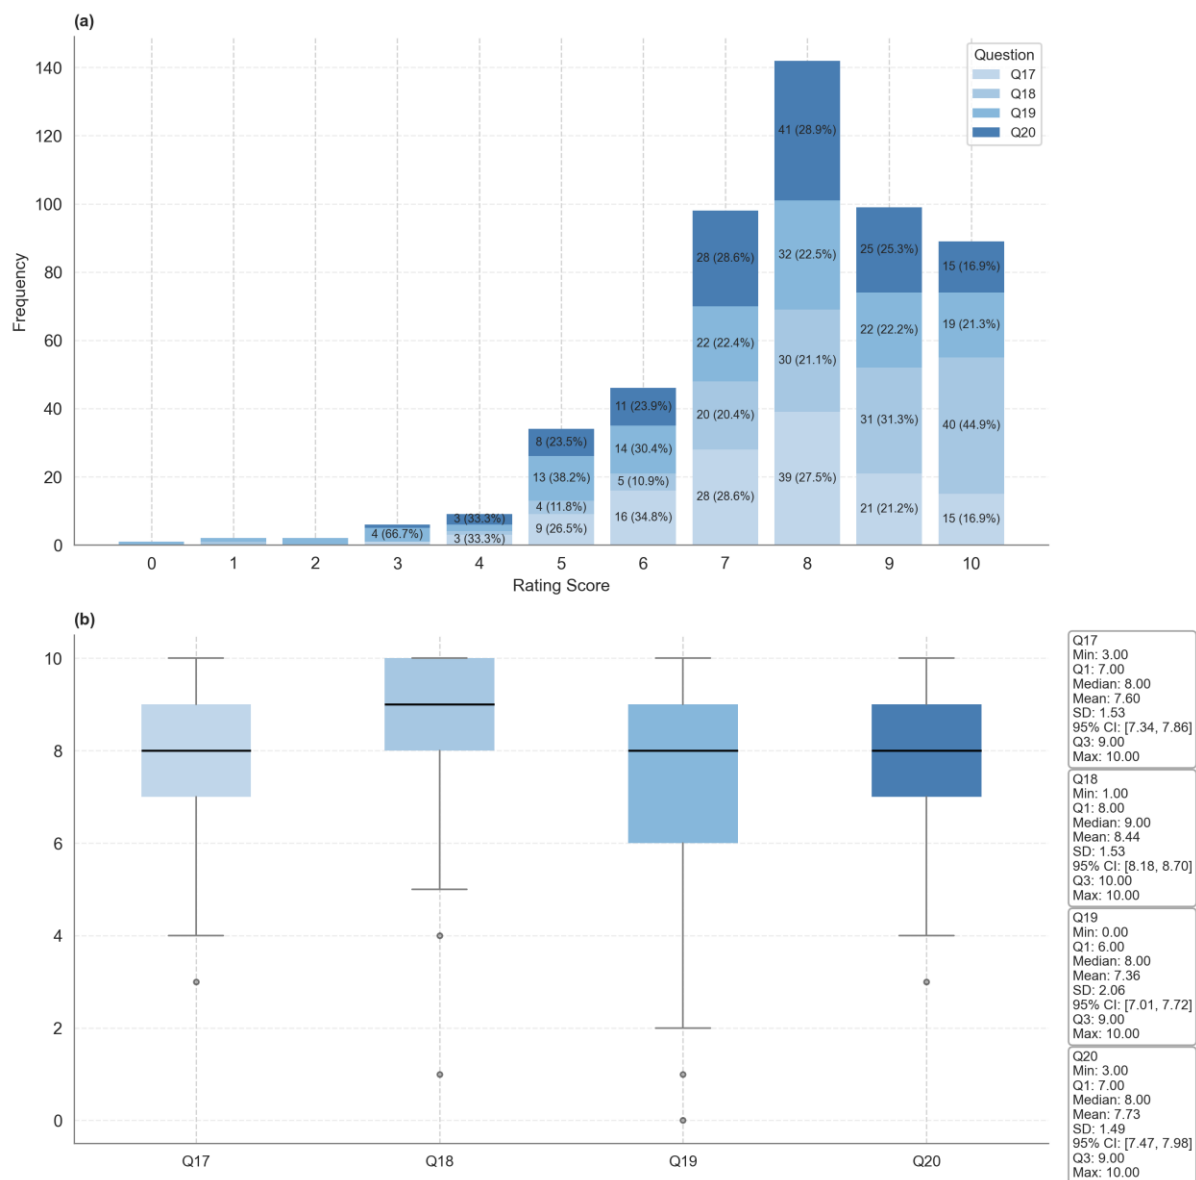 (a)
140
120
100
80
60
40
20
0
Frequency
Question
Q17
Q18
Q19
Q20
4 (66.7%)
3 (33.3%)
3 (33.3%)
8 (23.5%)
13 (38.2%)
4 (11.8%)
9 (26.5%)
11 (23.9%)
14 (30.4%)
5 (10.9%)
16 (34.8%)
28 (28.6%)
22 (22.4%)
20 (20.4%)
28 (28.6%)
41 (28.9%)
32 (22.5%)
30 (21.1%)
39 (27.5%)
25 (25.3%)
22 (22.2%)
31 (31.3%)
21 (21.2%)
15 (16.9%)
19 (21.3%)
40 (44.9%)
15 (16.9%)
0 1 2 3 4 5 6 7 8 9 10
Rating Score
(b)
10
8
6
4
2
0
Q17 Q18 Q19 Q20
Q17
Min: 3.00
Q1: 7.00
Median: 8.00
Mean: 7.60
SD: 1.53
95% CI: [7.34, 7.86]
Q3: 9.00
Max: 10.00
Q18
Min: 1.00
Q1: 8.00
Median: 9.00
Mean: 8.44
SD: 1.53
95% CI: [8.18, 8.70]
Q3: 10.00
Max: 10.00
Q19
Min: 0.00
Q1: 6.00
Median: 8.00
Mean: 7.36
SD: 2.06
95% CI: [7.01, 7.72]
Q3: 9.00
Max: 10.00
Q20
Min: 3.00
Q1: 7.00
Median: 8.00
Mean: 7.73
SD: 1.49
95% CI: [7.47, 7.98]
Q3: 9.00
Max: 10.00